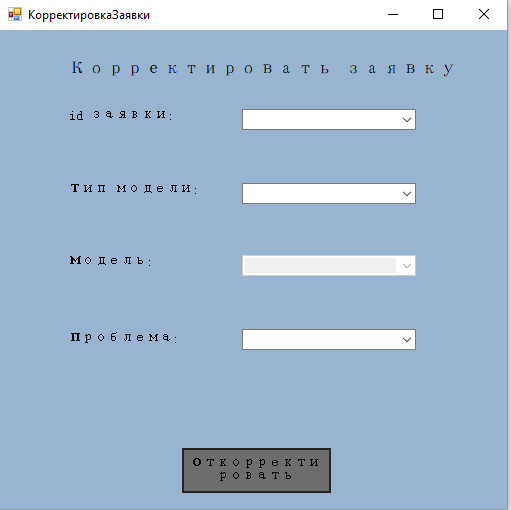 КорректировкаЗаявки
Корректировать заявку
id заявки:
Тип модели:
Модель:
Проблема:
Откорректи
ровать